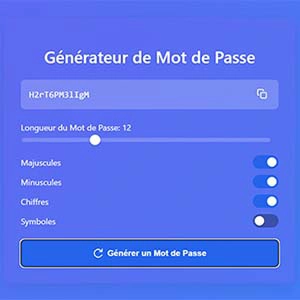 Générateur de Mot de Passe
H2rT6PM3lIgM
Longueur du Mot de Passe: 12
Majuscules
Minuscules
Chiffres
Symboles
Générer un Mot de Passe